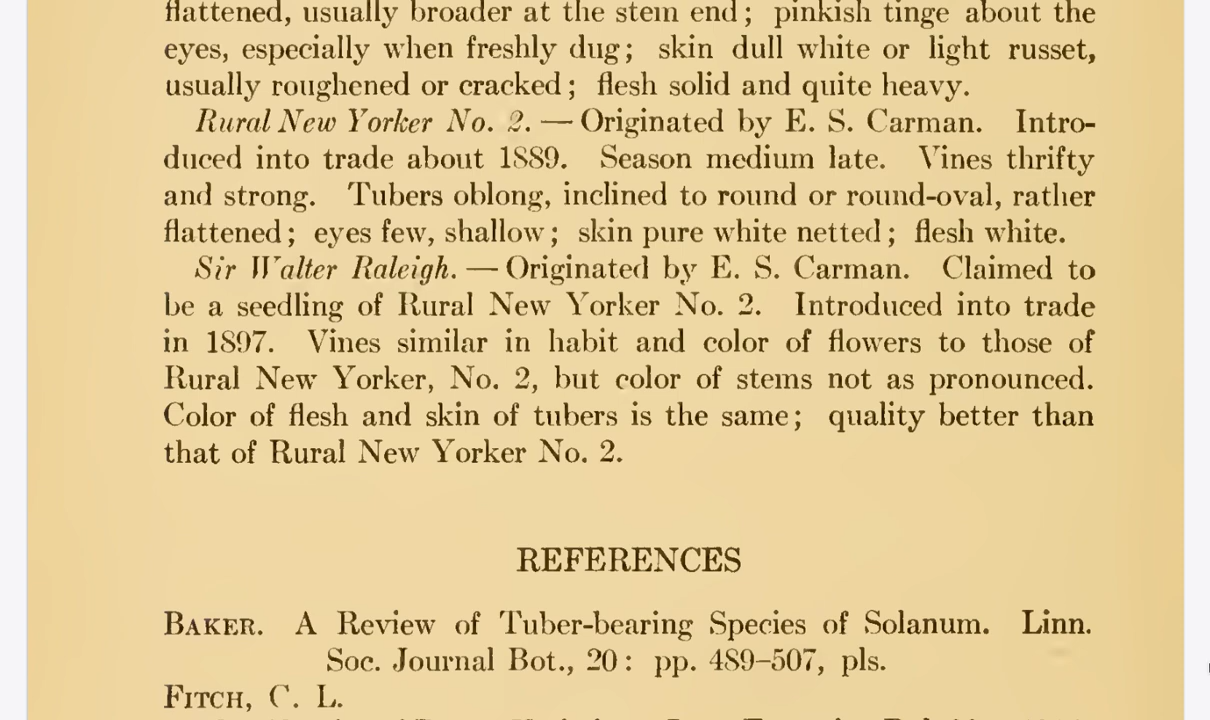 flattened, usually broader at the stem end; pinkish tinge about the
eyes, especially when freshly dug; skin dull white or light russet,
usually roughened or cracked; flesh solid and quite heavy.
Rural New Yorker No. 2. — Originated by E. S. Carman. Intro-
duced into trade about 1889. Season medium late. Vines thrifty
and strong. Tubers oblong, inclined to round or round-oval, rather
flattened; eyes few, shallow; skin pure white netted; flesh white.
Sir Walter Raleigh. — Originated by E. S. Carman. Claimed to
be a seedling of Rural New Yorker No. 2. Introduced into trade
in 1897. Vines similar in habit and color of flowers to those of
Rural New Yorker, No. 2, but color of stems not as pronounced.
Color of flesh and skin of tubers is the same; quality better than
that of Rural New Yorker No. 2.
REFERENCES
BAKER. A Review of Tuber-bearing Species of Solanum. Linn.
Soc. Journal Bot., 20: pp. 489–507, pls.
FITCH, C. L.